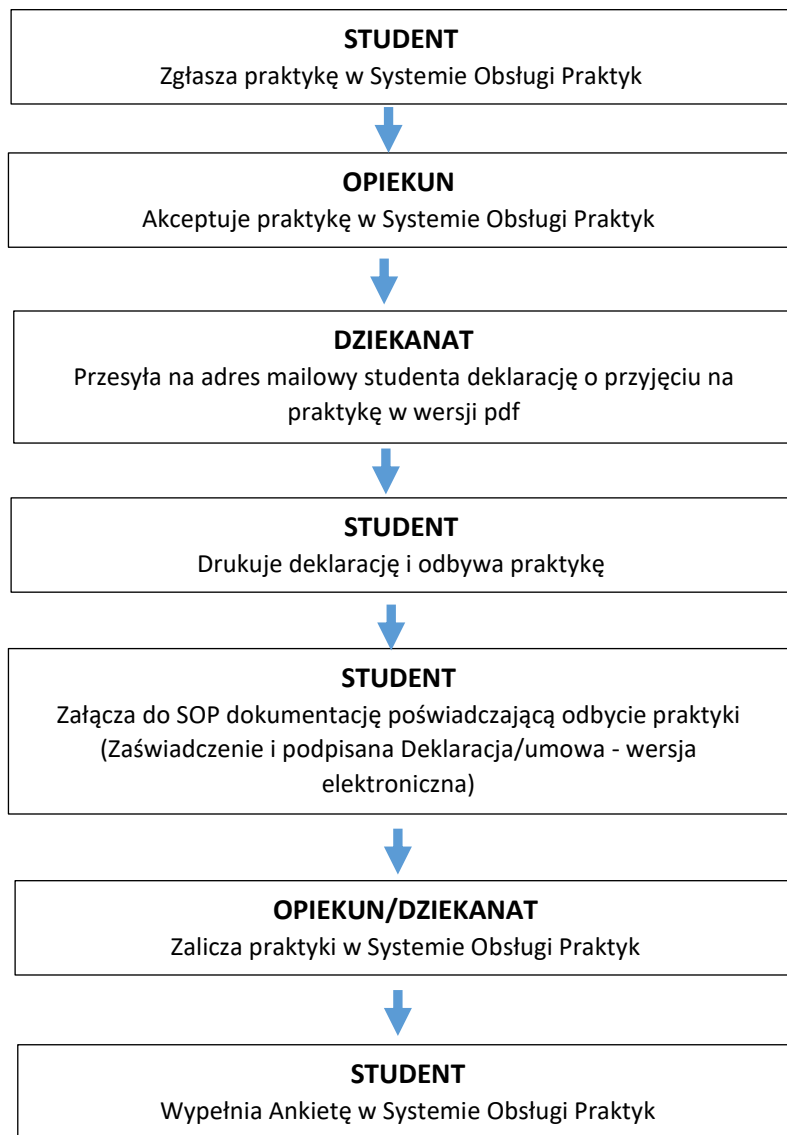 STUDENT
Zgłasza praktykę w Systemie Obsługi Praktyk
OPIEKUN
Akceptuje praktykę w Systemie Obsługi Praktyk
DZIEKANAT
Przesyła na adres mailowy studenta deklarację o przyjęciu na
praktykę w wersji pdf
STUDENT
Drukuje deklarację i odbywa praktykę
STUDENT
Załącza do SOP dokumentację poświadczającą odbycie praktyki
(Zaświadczenie i podpisana Deklaracja/umowa - wersja
elektroniczna)
OPIEKUN/DZIEKANAT
Zalicza praktyki w Systemie Obsługi Praktyk
STUDENT
Wypełnia Ankietę w Systemie Obsługi Praktyk